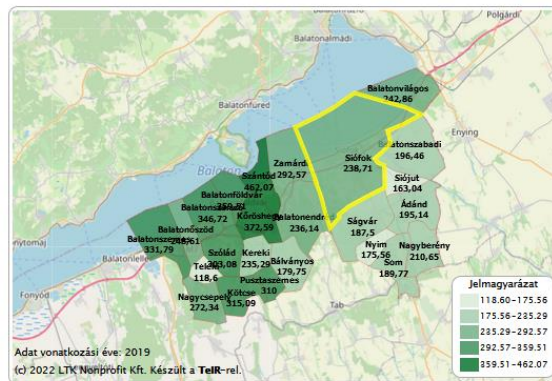 Polgárdi
Balatonalmádi
Balatonvilágos
242,86
Balatonfüred
Enying
Balatonszabadi
196,46
Zamárdi
292,57
Siófok
238,71
Szántód
462,07
Siójut
163,04
Balatonföldvár
Ádánd
195,14
346,72
Kőröshegy
372,59
Balatonendréd
236,14
Ságvár
187,5
Balatonőszöd
Balatonszemes
331,79
Nyim
175,56
Nagyberény
210,65
Som
189,77
Balatonlelle
Szólád
303,08
Kereki
235,29
Bálványos
179,75
Teleki
118,6
Fonyód
Nagycsepely
272,34
Kötcse
315,09
Pusztaszemes
310
Tab
Jelmagyarázat
118.60-175.56
175.56-235.29
235.29-292.57
292.57-359.51
359.51-462.07
Adat vonatkozási éve: 2019
(c) 2022 LTK Nonprofit Kft. Készült a TeIR-rel.